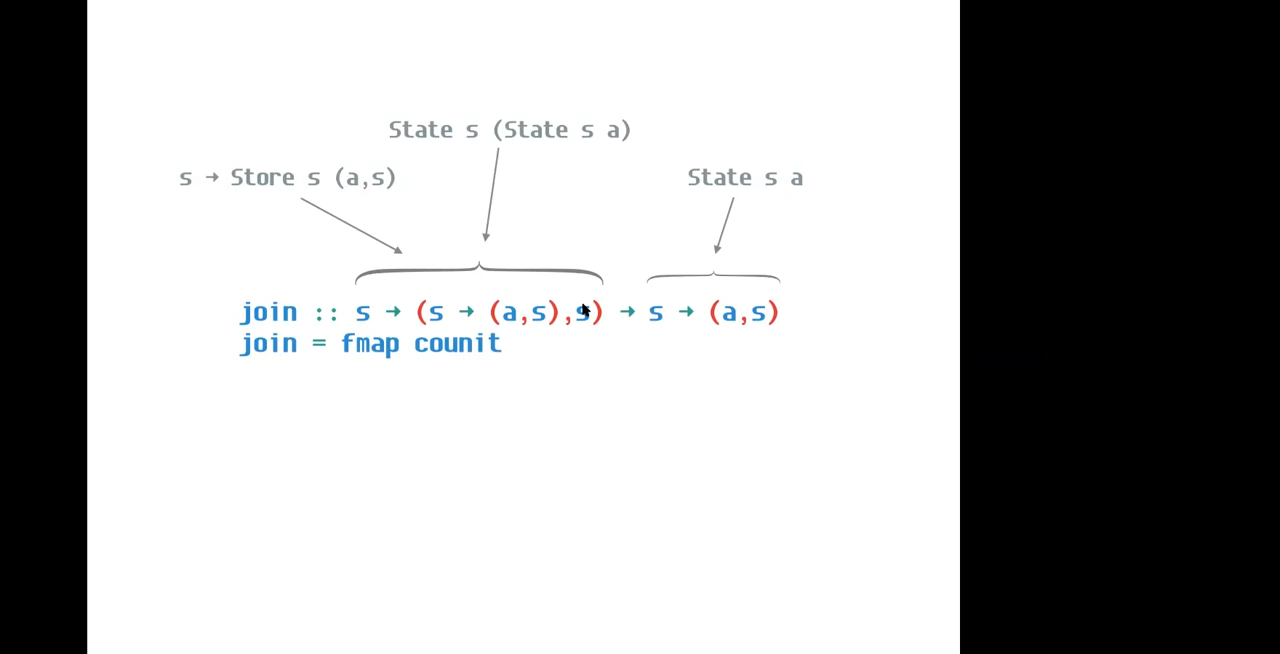 State s (State s a)
s → Store s (a,s)
State s a
join :: s → (s → (a,s),s) → s → (a,s)
join = fmap counit